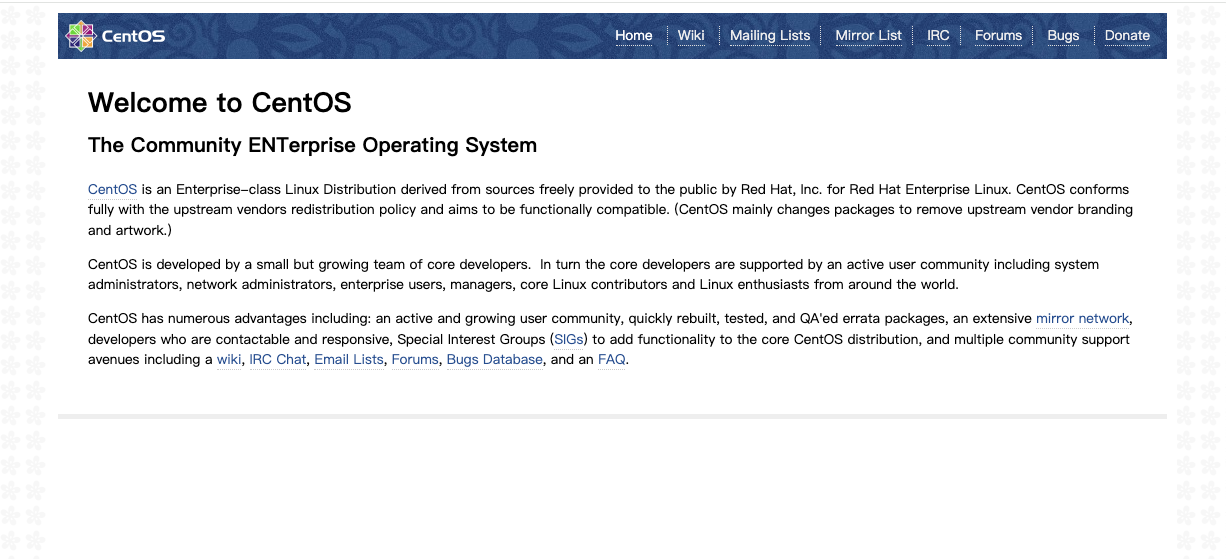 CentOS
Home Wiki Mailing Lists Mirror List IRC Forums Bugs Donate
Welcome to CentOS
The Community ENTerprise Operating System
CentOS is an Enterprise-class Linux Distribution derived from sources freely provided to the public by Red Hat, Inc. for Red Hat Enterprise Linux. CentOS conforms
fully with the upstream vendors redistribution policy and aims to be functionally compatible. (CentOS mainly changes packages to remove upstream vendor branding
and artwork.)
CentOS is developed by a small but growing team of core developers.  In turn the core developers are supported by an active user community including system
administrators, network administrators, enterprise users, managers, core Linux contributors and Linux enthusiasts from around the world.
CentOS has numerous advantages including: an active and growing user community, quickly rebuilt, tested, and QA'ed errata packages, an extensive mirror network,
developers who are contactable and responsive, Special Interest Groups (SIGs) to add functionality to the core CentOS distribution, and multiple community support
avenues including a wiki, IRC Chat, Email Lists, Forums, Bugs Database, and an FAQ.